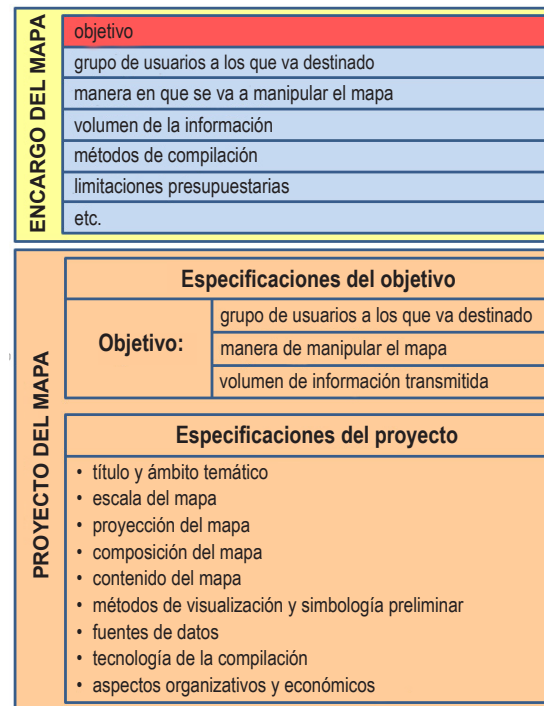 ENCARGO DEL MAPA
objetivo
grupo de usuarios a los que va destinado
manera en que se va a manipular el mapa
volumen de la información
métodos de compilación
limitaciones presupuestarias
etc.
PROYECTO DEL MAPA
Especificaciones del objetivo
Objetivo:
grupo de usuarios a los que va destinado
manera de manipular el mapa
volumen de información transmitida
Especificaciones del proyecto
• título y ámbito temático
• escala del mapa
• proyección del mapa
• composición del mapa
• contenido del mapa
• métodos de visualización y simbología preliminar
• fuentes de datos
• tecnología de la compilación
• aspectos organizativos y económicos